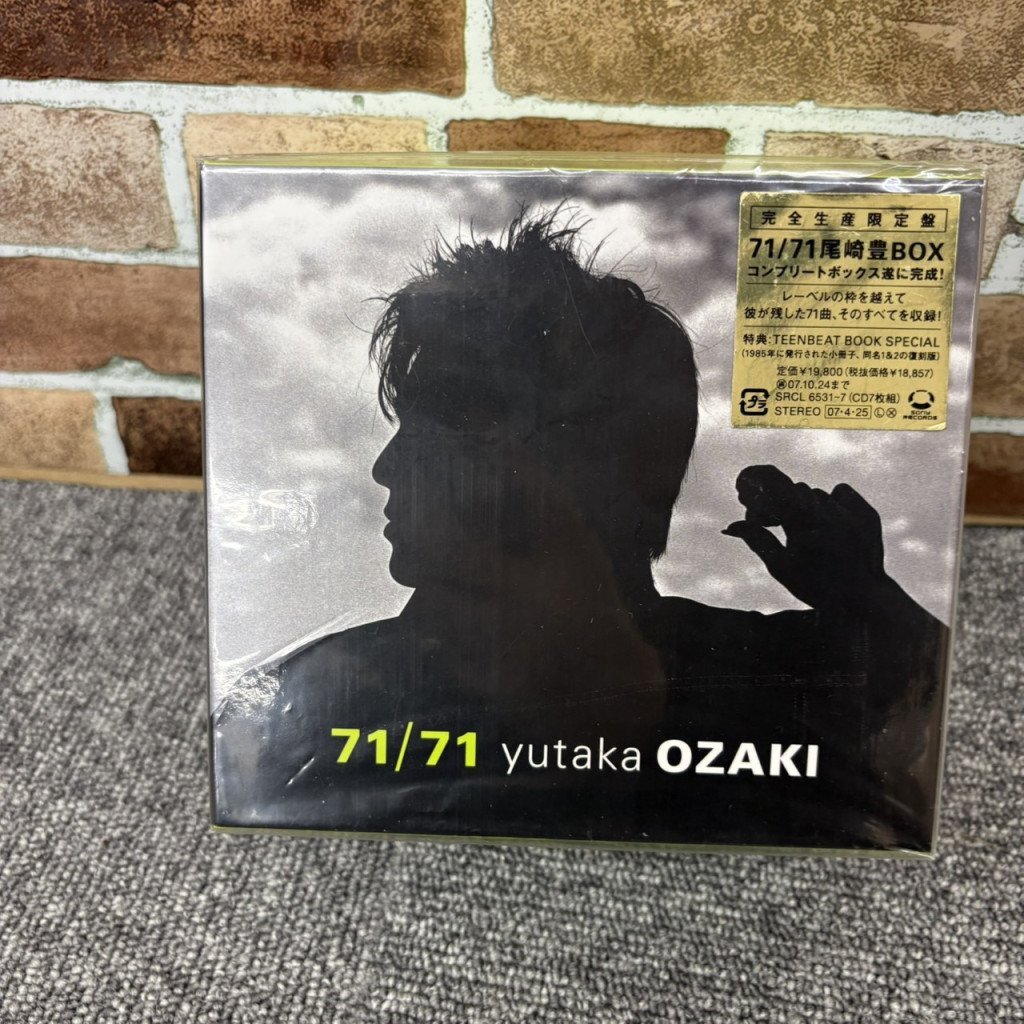 完全生産限定盤
71/71尾崎豊BOX
コンプリートボックス遂に完成!
レーベルの枠を越えて
彼が残した71曲、そのすべてを収録!
特典:TEENBEAT BOOK SPECIAL
(1985年に発行された小冊子、同名1&2の復刻版)
定価¥19,800(税抜価格¥18,857)
07.10.24まで
プラ
SRCL 6531~7 (CD7枚組)
STEREO 07・4・25 Ⓛ Ⓧ
Sony RECORDS
71/71 yutaka OZAKI